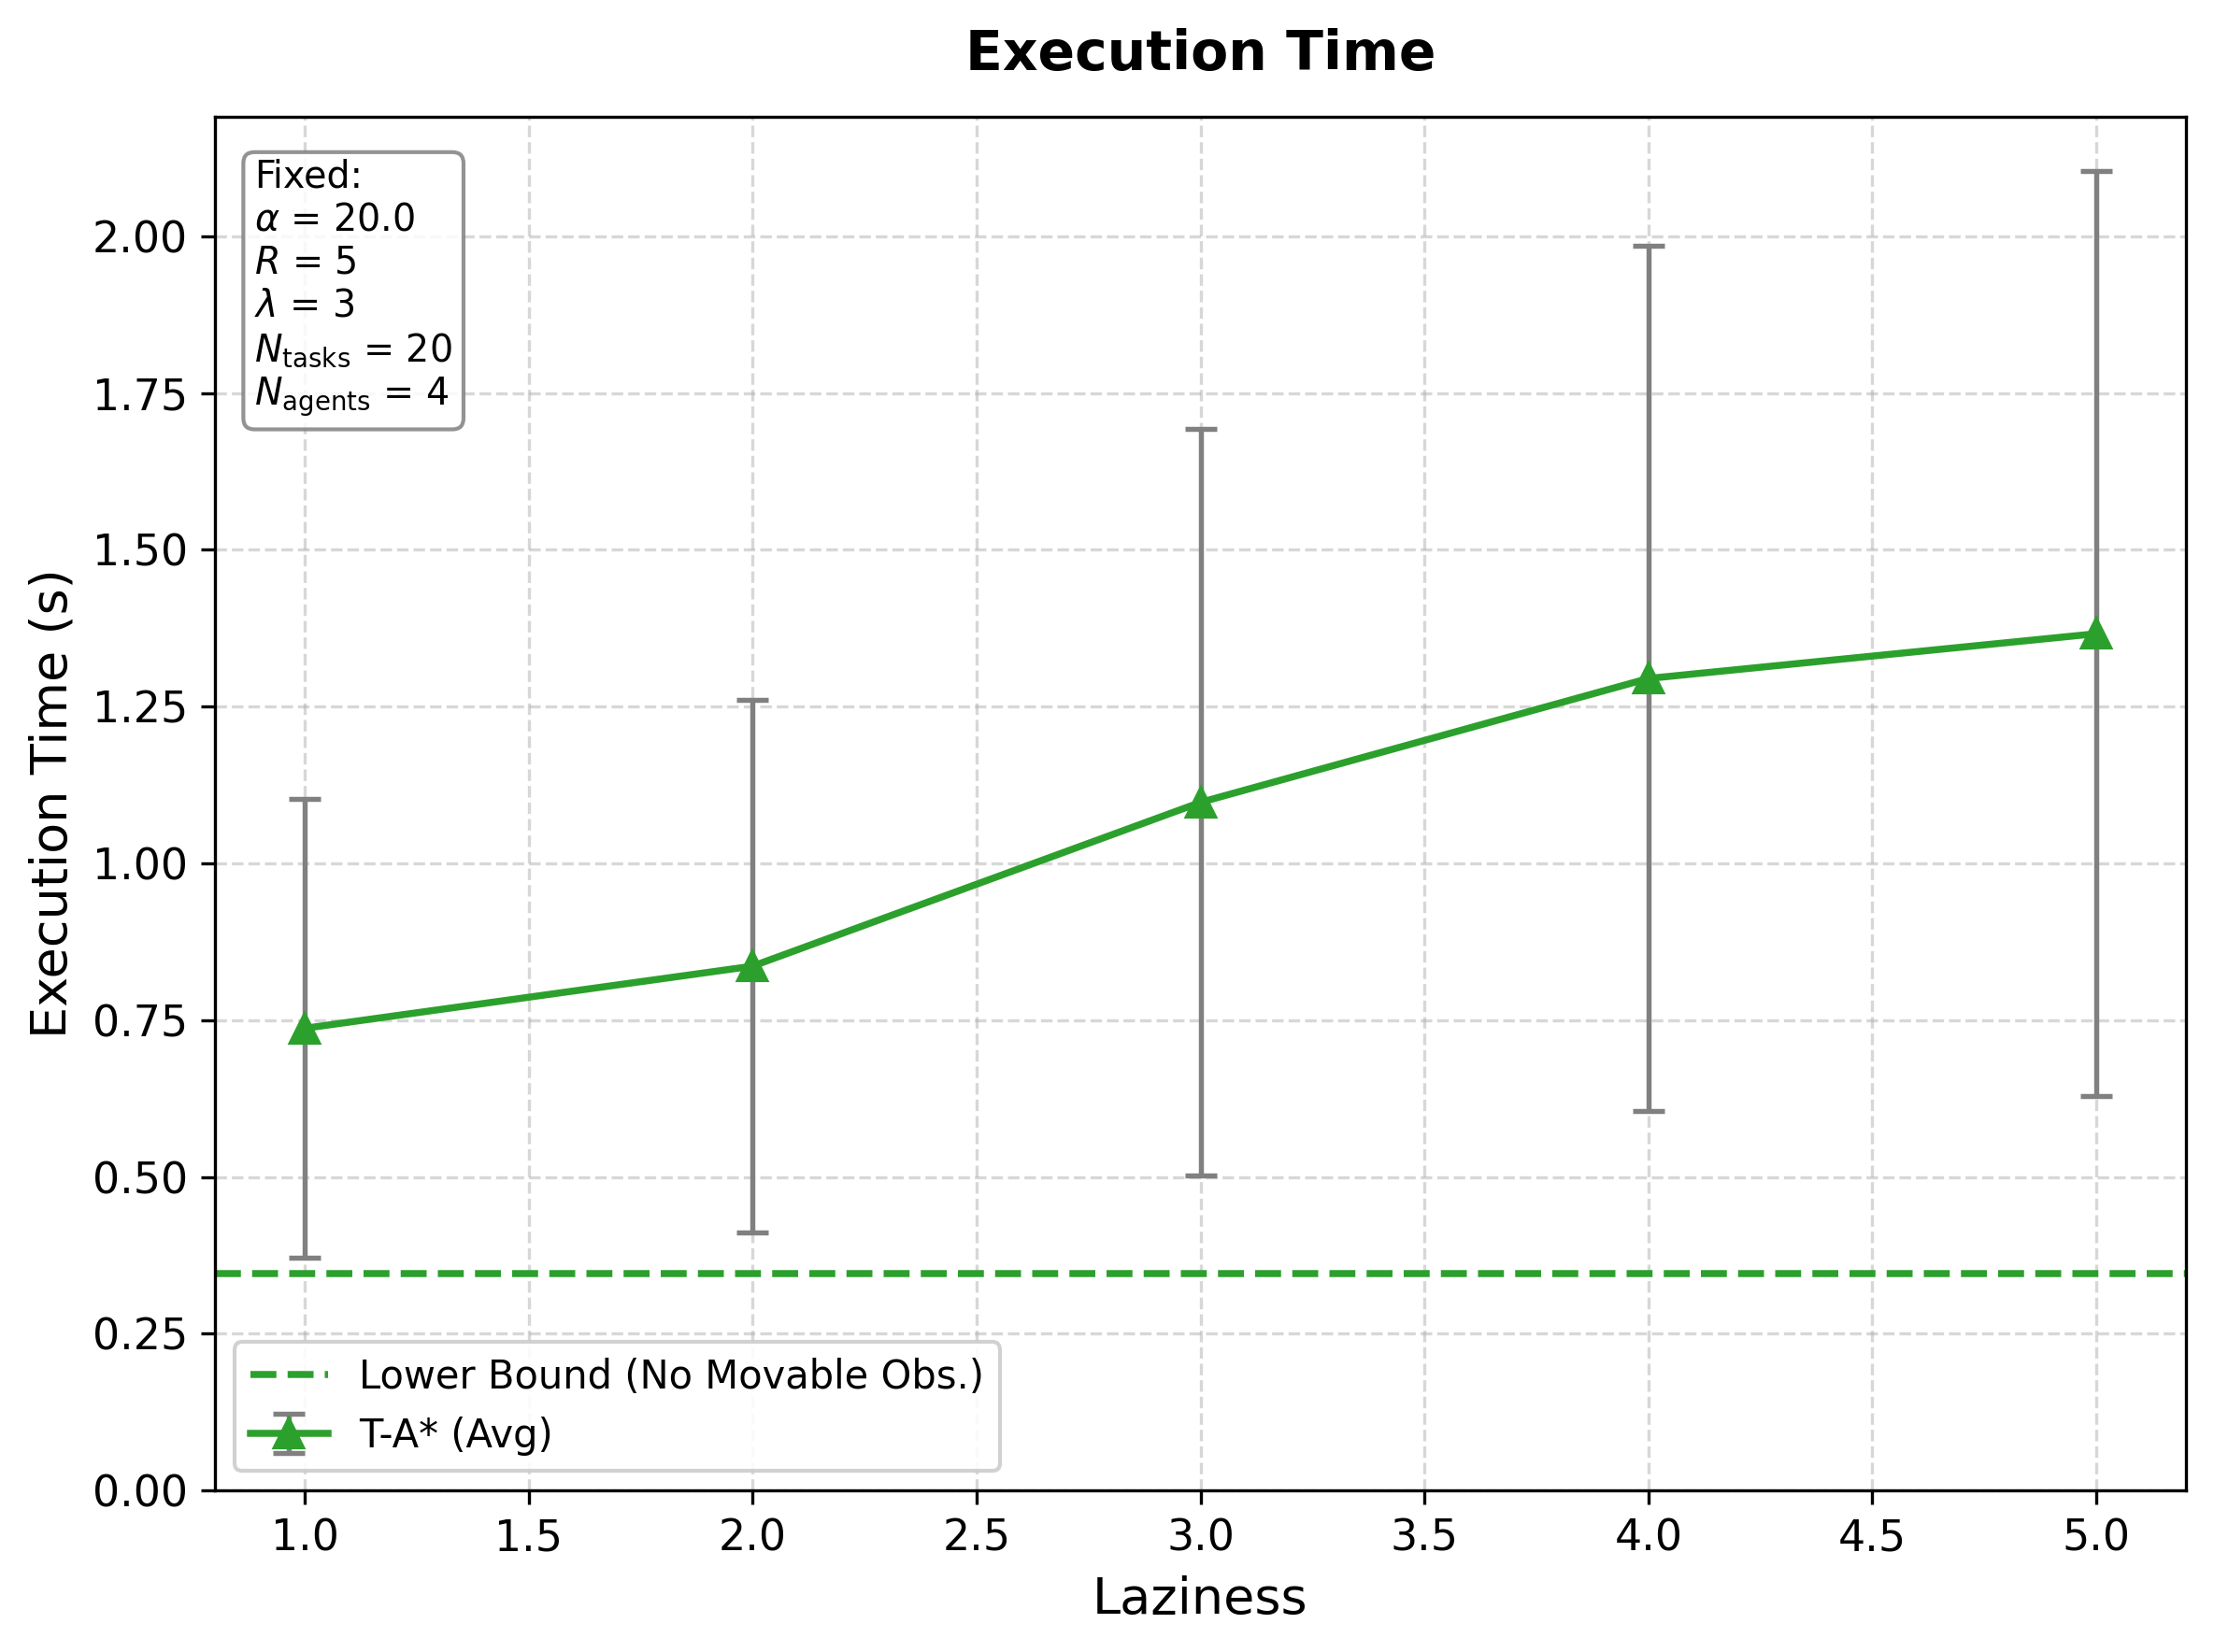 Execution Time
Fixed:
α = 20.0
R = 5
λ = 3
N_tasks = 20
N_agents = 4
Execution Time (s)
2.00
1.75
1.50
1.25
1.00
0.75
0.50
0.25
0.00
Lower Bound (No Movable Obs.)
T-A* (Avg)
1.0 1.5 2.0 2.5 3.0 3.5 4.0 4.5 5.0
Laziness